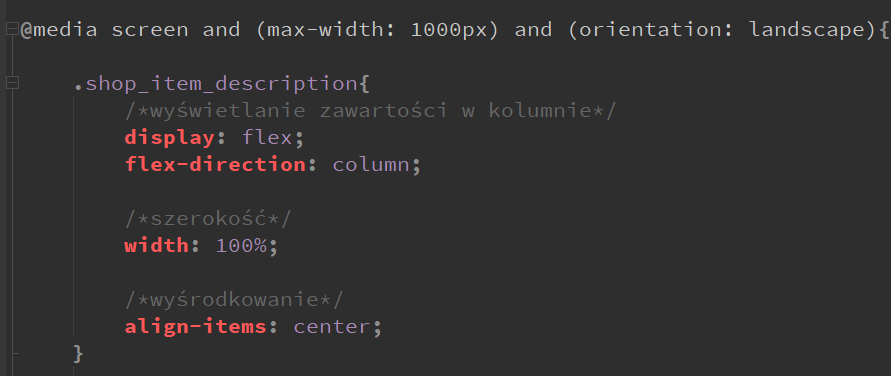 @media screen and (max-width: 1000px) and (orientation: landscape){
.shop_item_description{
/*wyświetlanie zawartości w kolumnie*/
display: flex;
flex-direction: column;
/*szerokość*/
width: 100%;
/*wyśrodkowanie*/
align-items: center;
}